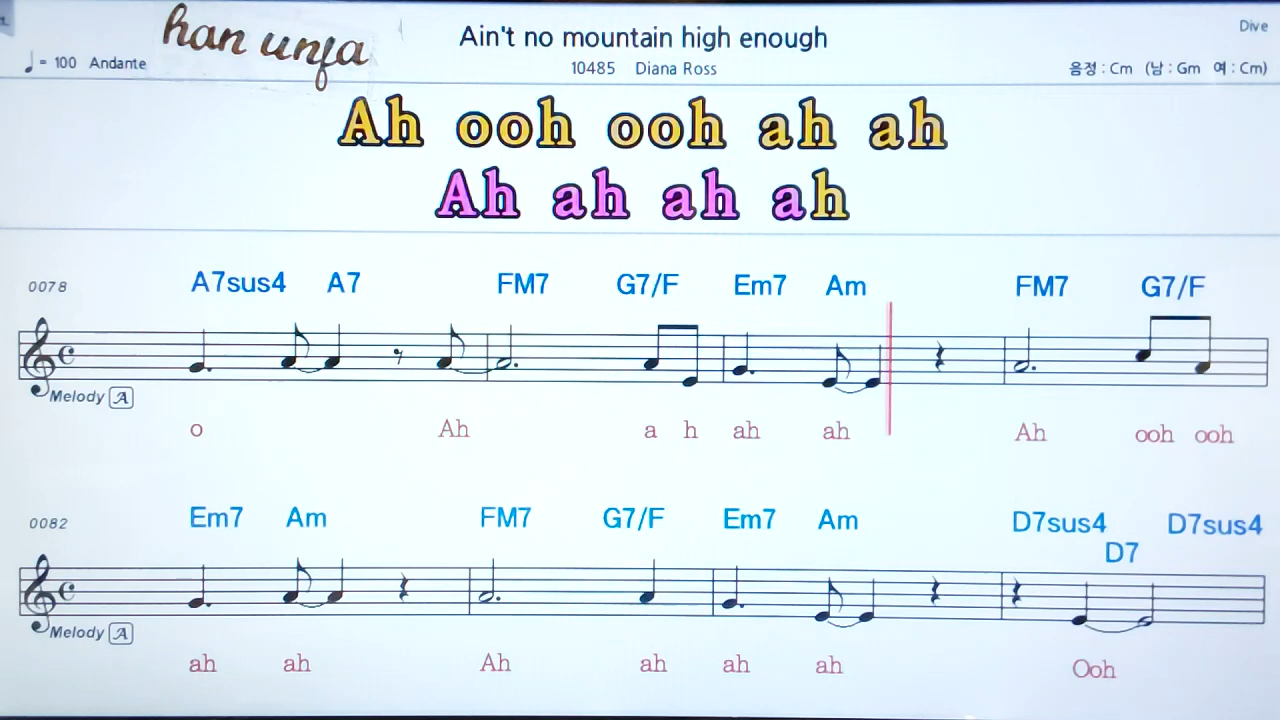 han unfa
Ain't no mountain high enough
Dive
♩= 100 Andante
10485 Diana Ross
음정 : Cm (남 : Gm 여 : Cm)
Ah ooh ooh ah ah
Ah ah ah ah
0078 A7sus4 A7 FM7 G7/F Em7 Am FM7 G7/F
Melody A
o Ah a h ah ah Ah ooh ooh
0082 Em7 Am FM7 G7/F Em7 Am D7sus4 D7 D7sus4
Melody A
ah ah Ah ah ah ah Ooh